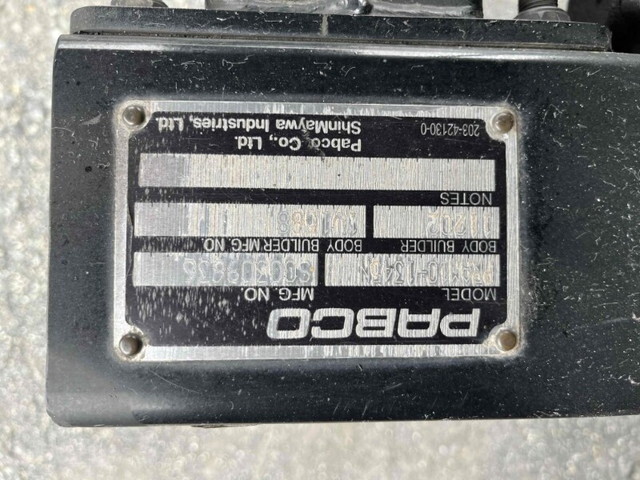 PABCO
MODEL MFG. NO.
BODY BUILDER BODY BUILDER MFG NO.
11202
NOTES
Pabco. Co., Ltd.
203-42130-0 ShinMaywa Industries, Ltd.